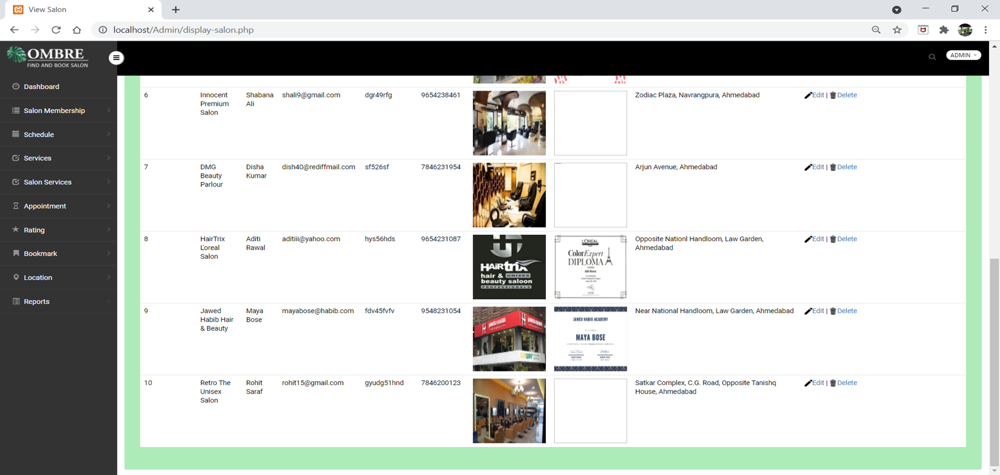 View Salon
localhost/Admin/display-salon.php
OMBRE
FIND AND BOOK SALON
ADMIN
Dashboard
Salon Membership
Schedule
Services
Salon Services
Appointment
Rating
Bookmark
Location
Reports
6 Innocent Shabana shali9@gmail.com dgr49rfg 9654238461 Zodiac Plaza, Navrangpura, Ahmedabad Edit | Delete
Premium Ali
Salon
7 DMG Disha dish40@rediffmail.com sf526sf 7846231954 Arjun Avenue, Ahmedabad Edit | Delete
Beauty Kumar
Parlour
8 HairTrix Aditi aditiii@yahoo.com hys56hds 9654231087 Opposite Nationl Handloom, Law Garden, Edit | Delete
L'oreal Rawal Ahmedabad
Salon
HAIRTRIX
hair & UNISEX
beauty saloon
PROFESSIONALS
L'ORÉAL
ColorExpert
DIPLOMA
Aditi Rawal
9 Jawed Maya mayabose@habib.com fdv45fvfv 9548231054 Near National Handloom, Law Garden, Ahmedabad Edit | Delete
Habib Hair Bose
& Beauty
JAWED HABIB
SUBWAY
JAWED HABIB ACADEMY
MAYA BOSE
10 Retro The Rohit rohit15@gmail.com gyudg51hnd 7846200123 Satkar Complex, C.G. Road, Opposite Tanishq Edit | Delete
Unisex Saraf House, Ahmedabad
Salon